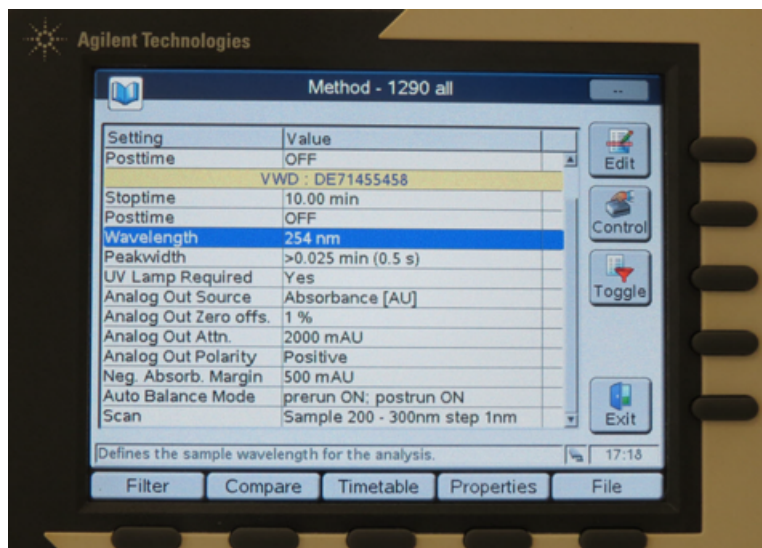 Agilent Technologies
Method - 1290 all
--
Setting Value
Posttime OFF
Edit
VWD : DE71455458
Stoptime 10.00 min
Posttime OFF
Control
Wavelength 254 nm
Peakwidth >0.025 min (0.5 s)
UV Lamp Required Yes
Toggle
Analog Out Source Absorbance [AU]
Analog Out Zero offs. 1 %
Analog Out Attn. 2000 mAU
Analog Out Polarity Positive
Neg. Absorb. Margin 500 mAU
Auto Balance Mode prerun ON; postrun ON
Scan Sample 200 - 300nm step 1nm
Exit
Defines the sample wavelength for the analysis. 17:18
Filter Compare Timetable Properties File